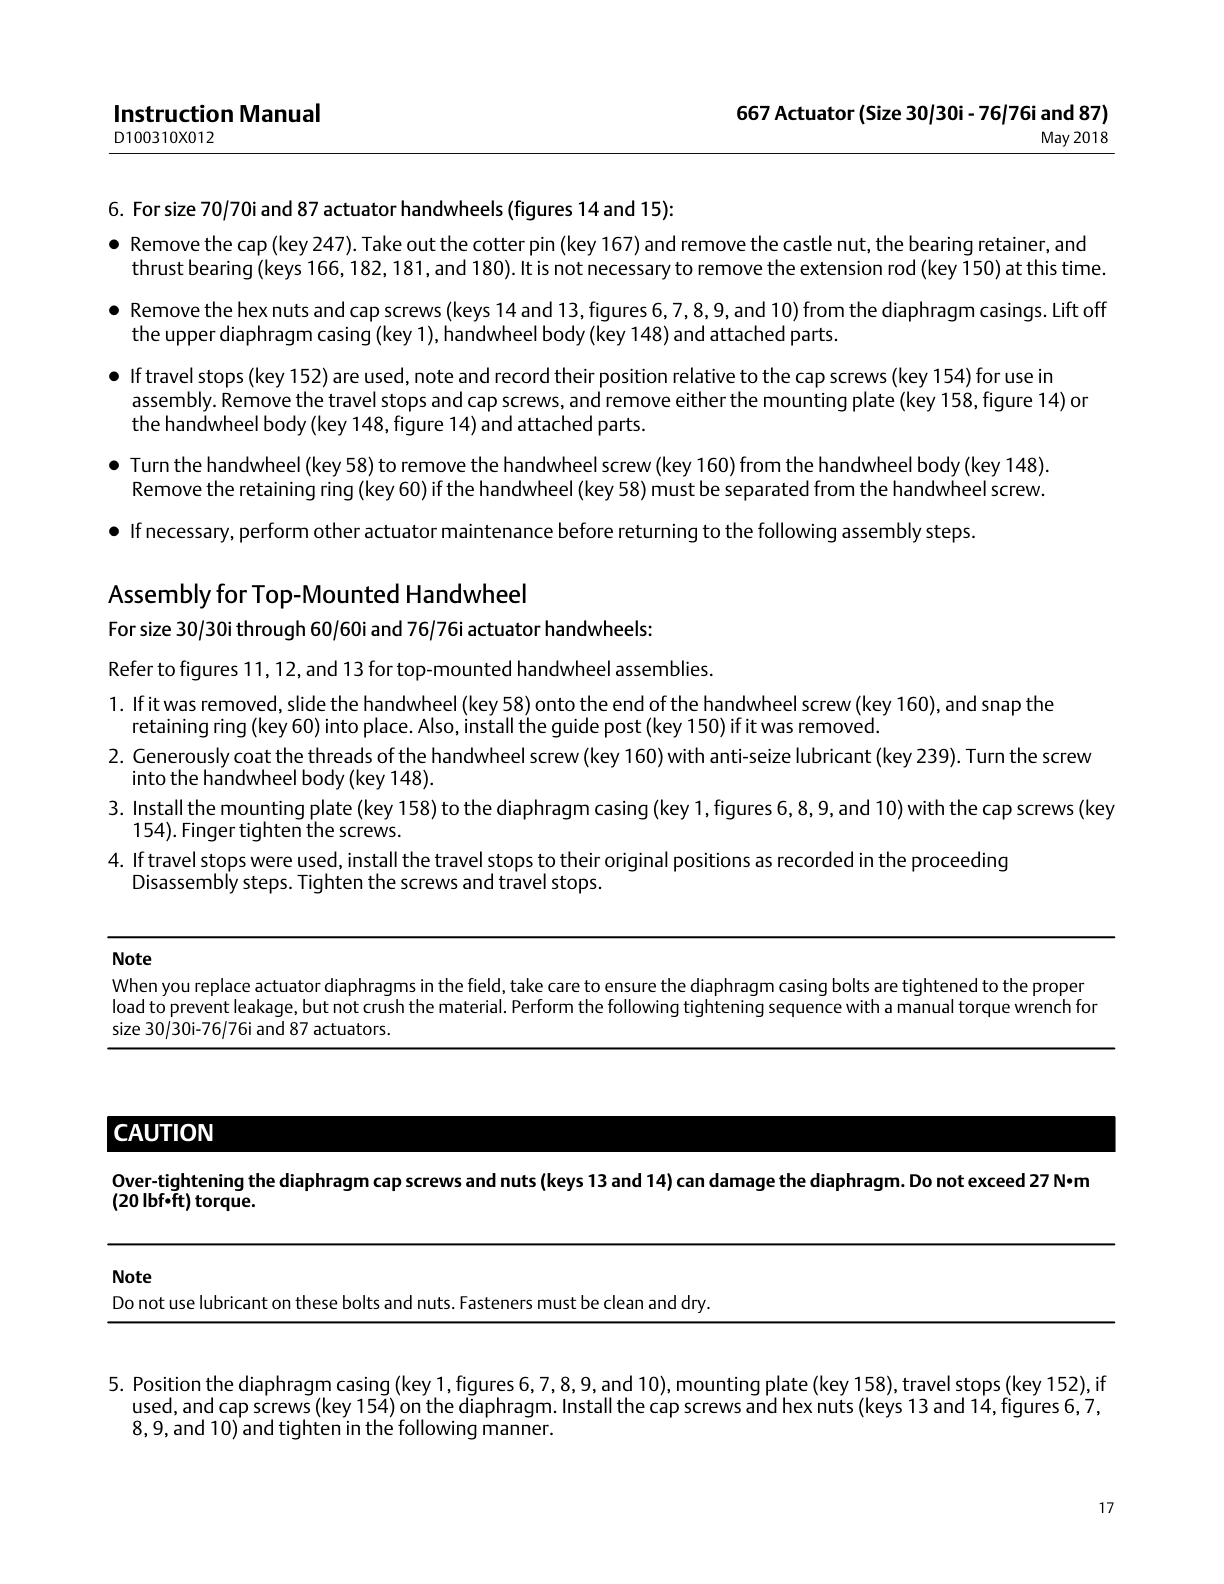 Instruction Manual
D100310X012
667 Actuator (Size 30/30i - 76/76i and 87)
May 2018
6. For size 70/70i and 87 actuator handwheels (figures 14 and 15):
● Remove the cap (key 247). Take out the cotter pin (key 167) and remove the castle nut, the bearing retainer, and
thrust bearing (keys 166, 182, 181, and 180). It is not necessary to remove the extension rod (key 150) at this time.
● Remove the hex nuts and cap screws (keys 14 and 13, figures 6, 7, 8, 9, and 10) from the diaphragm casings. Lift off
the upper diaphragm casing (key 1), handwheel body (key 148) and attached parts.
● If travel stops (key 152) are used, note and record their position relative to the cap screws (key 154) for use in
assembly. Remove the travel stops and cap screws, and remove either the mounting plate (key 158, figure 14) or
the handwheel body (key 148, figure 14) and attached parts.
● Turn the handwheel (key 58) to remove the handwheel screw (key 160) from the handwheel body (key 148).
Remove the retaining ring (key 60) if the handwheel (key 58) must be separated from the handwheel screw.
● If necessary, perform other actuator maintenance before returning to the following assembly steps.
Assembly for Top-Mounted Handwheel
For size 30/30i through 60/60i and 76/76i actuator handwheels:
Refer to figures 11, 12, and 13 for top-mounted handwheel assemblies.
1. If it was removed, slide the handwheel (key 58) onto the end of the handwheel screw (key 160), and snap the
retaining ring (key 60) into place. Also, install the guide post (key 150) if it was removed.
2. Generously coat the threads of the handwheel screw (key 160) with anti-seize lubricant (key 239). Turn the screw
into the handwheel body (key 148).
3. Install the mounting plate (key 158) to the diaphragm casing (key 1, figures 6, 8, 9, and 10) with the cap screws (key
154). Finger tighten the screws.
4. If travel stops were used, install the travel stops to their original positions as recorded in the proceeding
Disassembly steps. Tighten the screws and travel stops.
Note
When you replace actuator diaphragms in the field, take care to ensure the diaphragm casing bolts are tightened to the proper
load to prevent leakage, but not crush the material. Perform the following tightening sequence with a manual torque wrench for
size 30/30i-76/76i and 87 actuators.
CAUTION
Over-tightening the diaphragm cap screws and nuts (keys 13 and 14) can damage the diaphragm. Do not exceed 27 N•m
(20 lbf•ft) torque.
Note
Do not use lubricant on these bolts and nuts. Fasteners must be clean and dry.
5. Position the diaphragm casing (key 1, figures 6, 7, 8, 9, and 10), mounting plate (key 158), travel stops (key 152), if
used, and cap screws (key 154) on the diaphragm. Install the cap screws and hex nuts (keys 13 and 14, figures 6, 7,
8, 9, and 10) and tighten in the following manner.
17